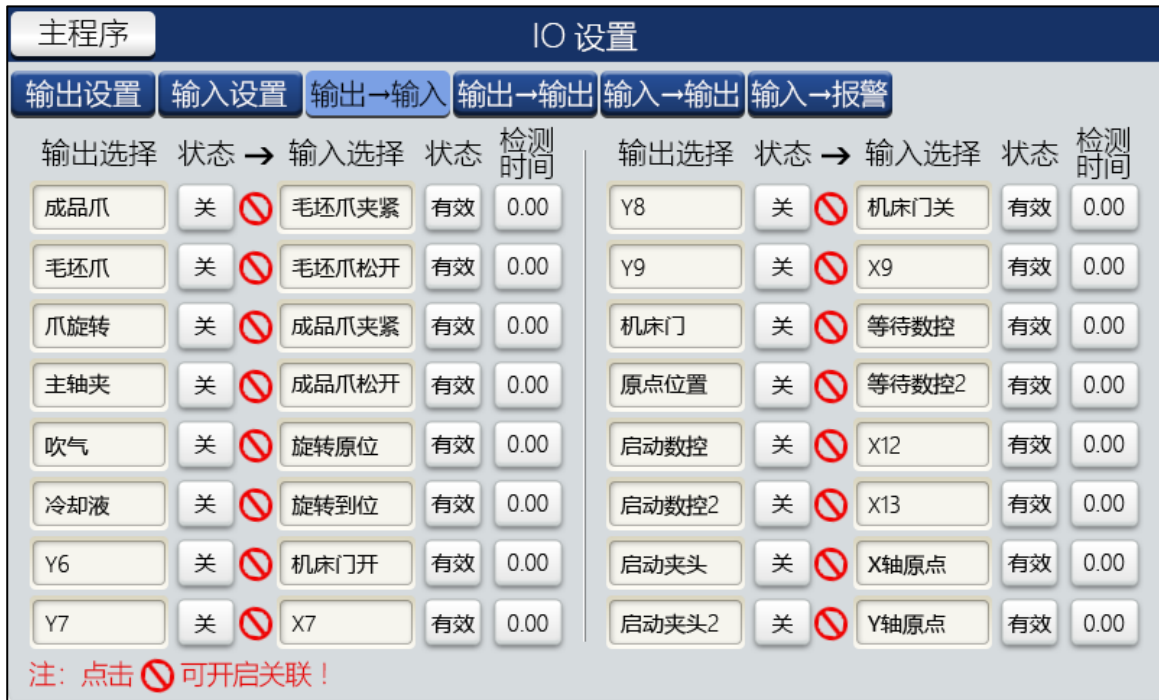 主程序 IO 设置
输出设置 输入设置 输出→输入 输出→输出 输入→输出 输入→报警
输出选择 状态 → 输入选择 状态 检测时间 输出选择 状态 → 输入选择 状态 检测时间
成品爪 关 毛坯爪夹紧 有效 0.00 Y8 关 机床门关 有效 0.00
毛坯爪 关 毛坯爪松开 有效 0.00 Y9 关 X9 有效 0.00
爪旋转 关 成品爪夹紧 有效 0.00 机床门 关 等待数控 有效 0.00
主轴夹 关 成品爪松开 有效 0.00 原点位置 关 等待数控2 有效 0.00
吹气 关 旋转原位 有效 0.00 启动数控 关 X12 有效 0.00
冷却液 关 旋转到位 有效 0.00 启动数控2 关 X13 有效 0.00
Y6 关 机床门开 有效 0.00 启动夹头 关 X轴原点 有效 0.00
Y7 关 X7 有效 0.00 启动夹头2 关 Y轴原点 有效 0.00
注: 点击 可开启关联!